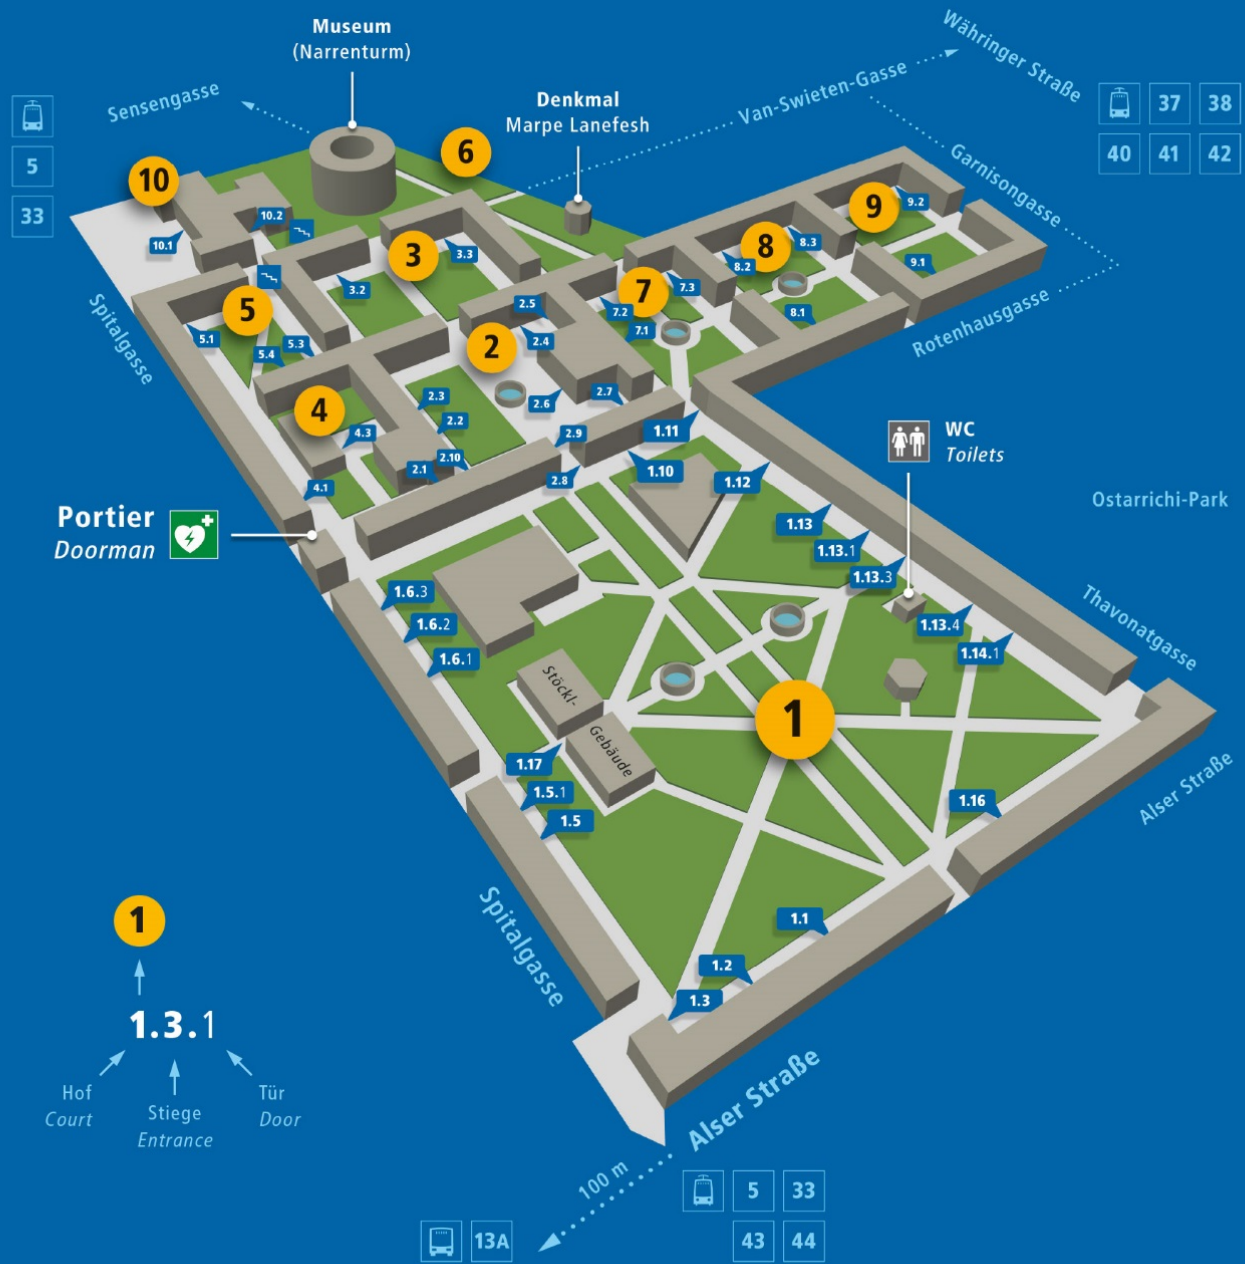 Museum
(Narrenturm)
Währinger Straße
Sensengasse
Van-Swieten-Gasse
Denkmal
Marpe Lanefesh
37 38
40 41 42
5
33
Garnisongasse
6
10
10.1
10.2
9
9.2
9.1
3
3.3
3.2
8
8.3
8.2
8.1
7
7.3
7.2
7.1
Rotenhausgasse
Spitalgasse
5
5.1
5.4
5.3
2
2.5
2.4
2.6
2.7
2.3
2.2
2.10
2.1
2.9
2.8
4
4.3
4.1
1.11
1.10
1.12
WC
Toilets
Ostarrichi-Park
Portier
Doorman
1.13
1.13.1
1.13.3
1.13.4
1.14.1
Thavonatgasse
1.6.3
1.6.2
1.6.1
Stöckl-
Gebäude
1
1.17
1.5.1
1.5
1.16
Alser Straße
Spitalgasse
1.1
1.2
1.3
1
1.3.1
Hof
Court
Stiege
Entrance
Tür
Door
Alser Straße
100 m
5 33
13A
43 44